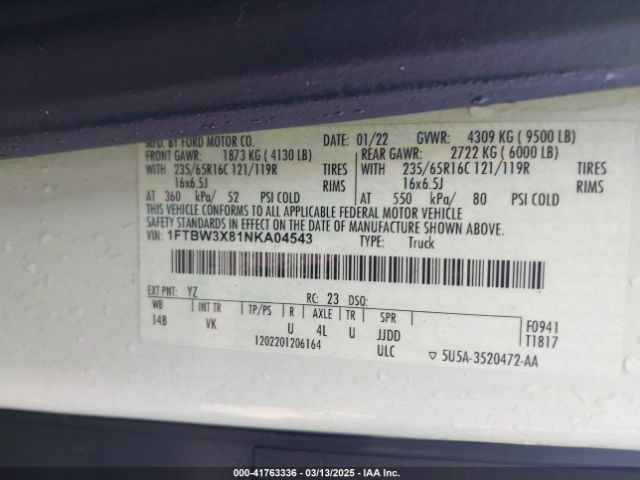 MFD. BY FORD MOTOR CO. DATE: 01/22 GVWR: 4309 KG ( 9500 LB)
FRONT GAWR: 1873 KG ( 4130 LB) REAR GAWR: 2722 KG ( 6000 LB)
WITH 235/65R16C 121/119R TIRES WITH 235/65R16C 121/119R TIRES
16x6.5J RIMS 16x6.5J RIMS
AT 360 kPa/ 52 PSI COLD AT 550 kPa/ 80 PSI COLD
THIS VEHICLE CONFORMS TO ALL APPLICABLE FEDERAL MOTOR VEHICLE
SAFETY STANDARDS IN EFFECT ON THE DATE OF MANUFACTURE SHOWN ABOVE.
VIN: 1FTBW3X81NKA04543 TYPE: Truck
EXT PNT: YZ RC: 23 DSO:
WB INT TR TP/PS R AXLE TR SPR F0941
148 VK U 4L U JJDD T1817
1202201206164 ULC ▽ 5U5A-3520472-AA
000-41763336 - 03/13/2025 - IAA Inc.